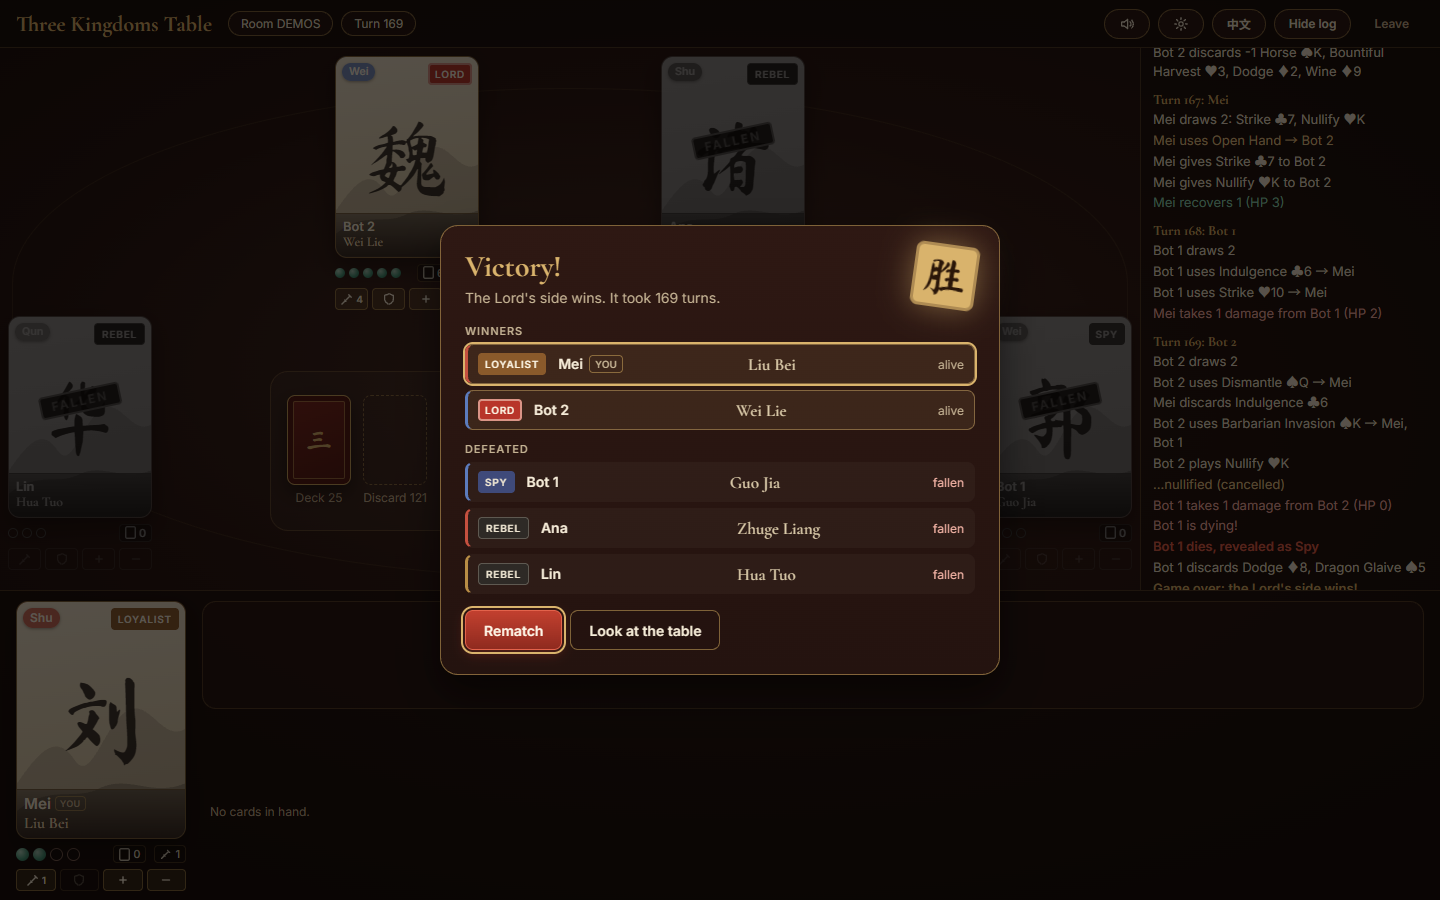 Three Kingdoms Table
Room DEMOS
Turn 169
中文
Hide log
Leave
Wei
LORD
魏
Bot 2
Wei Lie
4
Shu
REBEL
FALLEN
Qun
REBEL
华
FALLEN
Lin
Hua Tuo
0
三
Deck 25
Discard 121
Wei
SPY
FALLEN
Bot 1
Guo Jia
0
Victory!
胜
The Lord's side wins. It took 169 turns.
WINNERS
LOYALIST Mei YOU Liu Bei alive
LORD Bot 2 Wei Lie alive
DEFEATED
SPY Bot 1 Guo Jia fallen
REBEL Ana Zhuge Liang fallen
REBEL Lin Hua Tuo fallen
Rematch
Look at the table
Bot 2 discards -1 Horse ♠K, Bountiful
Harvest ♥3, Dodge ♦2, Wine ♦9
Turn 167: Mei
Mei draws 2: Strike ♣7, Nullify ♥K
Mei uses Open Hand → Bot 2
Mei gives Strike ♣7 to Bot 2
Mei gives Nullify ♥K to Bot 2
Mei recovers 1 (HP 3)
Turn 168: Bot 1
Bot 1 draws 2
Bot 1 uses Indulgence ♣6 → Mei
Bot 1 uses Strike ♥10 → Mei
Mei takes 1 damage from Bot 1 (HP 2)
Turn 169: Bot 2
Bot 2 draws 2
Bot 2 uses Dismantle ♠Q → Mei
Mei discards Indulgence ♣6
Bot 2 uses Barbarian Invasion ♠K → Mei,
Bot 1
Bot 2 plays Nullify ♥K
...nullified (cancelled)
Bot 1 takes 1 damage from Bot 2 (HP 0)
Bot 1 is dying!
Bot 1 dies, revealed as Spy
Bot 1 discards Dodge ♦8, Dragon Glaive ♠5
Game over: the Lord's side wins!
Shu
LOYALIST
刘
Mei YOU
Liu Bei
0
1
1
No cards in hand.